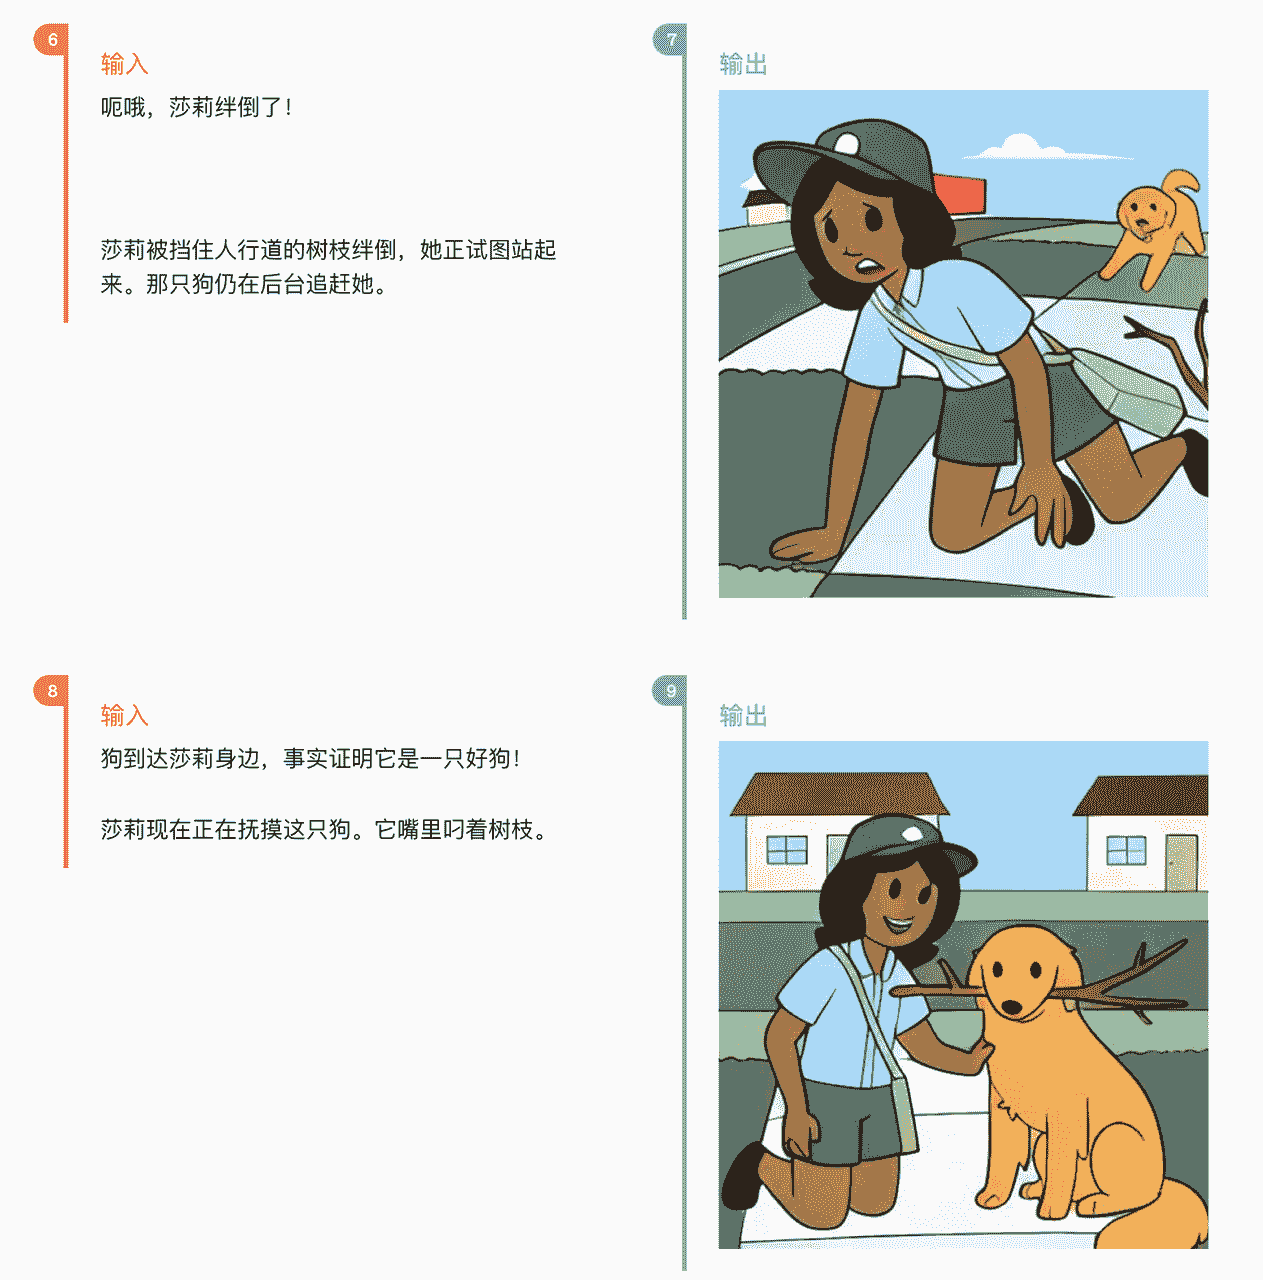 6
输入
呃哦，莎莉绊倒了！
莎莉被挡住人行道的树枝绊倒，她正试图站起
来。那只狗仍在后台追赶她。
7
输出
8
输入
狗到达莎莉身边，事实证明它是一只好狗！
莎莉现在正在抚摸这只狗。它嘴里叼着树枝。
9
输出